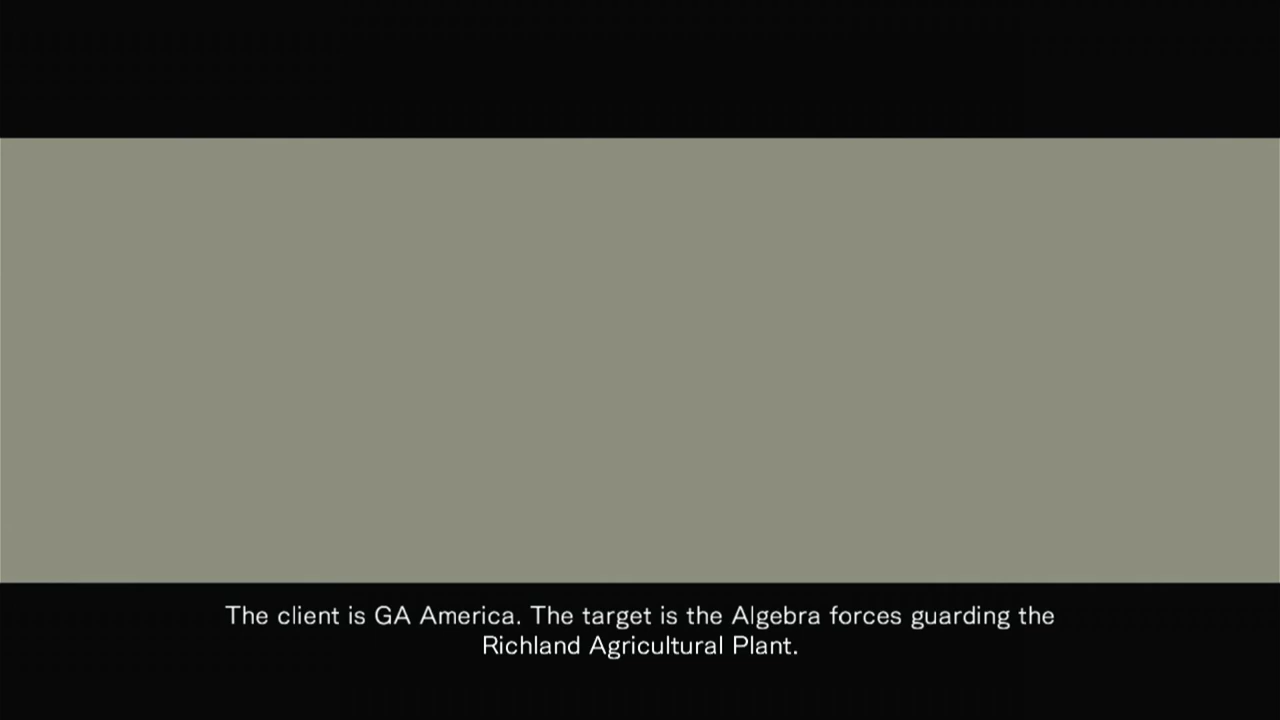 The client is GA America. The target is the Algebra forces guarding the
Richland Agricultural Plant.